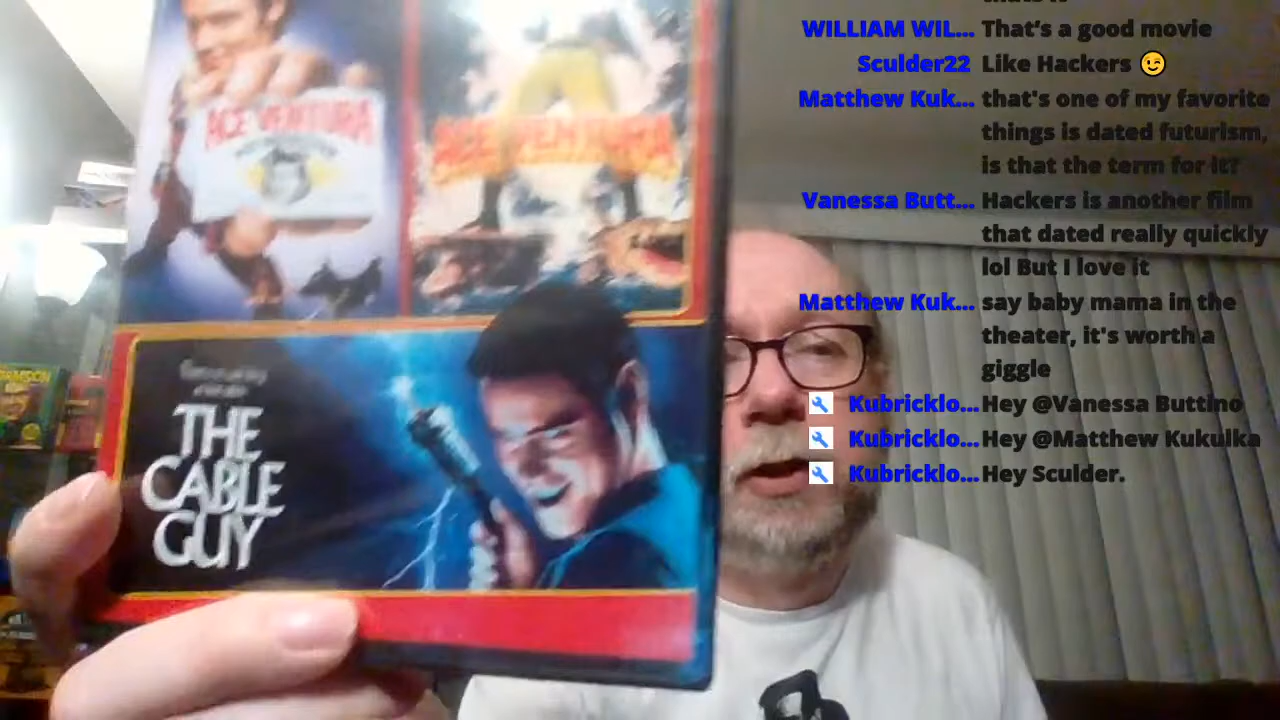 ACE VENTURA
ACE VENTURA
THE
CABLE
GUY
WILLIAM WIL... That's a good movie
Sculder22 Like Hackers 😉
Matthew Kuk... that's one of my favorite
things is dated futurism,
is that the term for it?
Vanessa Butt... Hackers is another film
that dated really quickly
lol But I love it
Matthew Kuk... say baby mama in the
theater, it's worth a
giggle
Kubricklo... Hey @Vanessa Buttino
Kubricklo... Hey @Matthew Kukulka
Kubricklo... Hey Sculder.